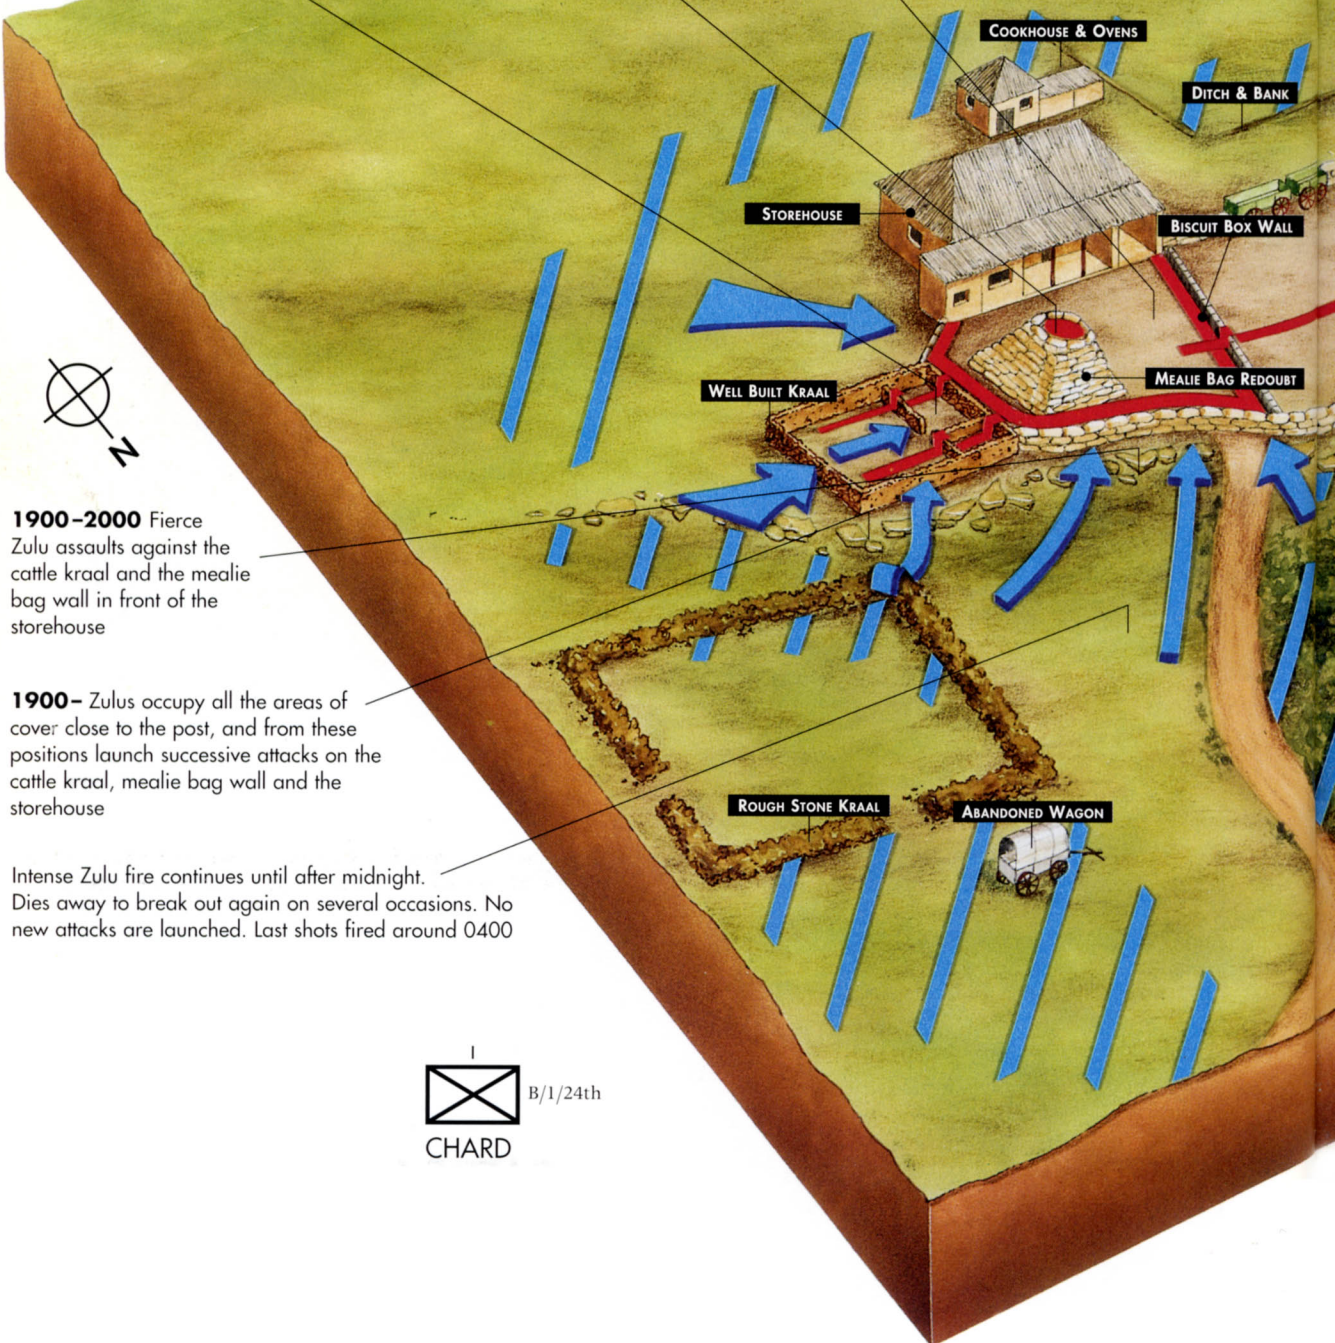 COOKHOUSE & OVENS
DITCH & BANK
STOREHOUSE
BISCUIT BOX WALL
MEALIE BAG REDOUBT
WELL BUILT KRAAL
N
1900–2000 Fierce
Zulu assaults against the
cattle kraal and the mealie
bag wall in front of the
storehouse
1900– Zulus occupy all the areas of
cover close to the post, and from these
positions launch successive attacks on the
cattle kraal, mealie bag wall and the
storehouse
ROUGH STONE KRAAL
ABANDONED WAGON
Intense Zulu fire continues until after midnight.
Dies away to break out again on several occasions. No
new attacks are launched. Last shots fired around 0400
I
B/1/24th
CHARD